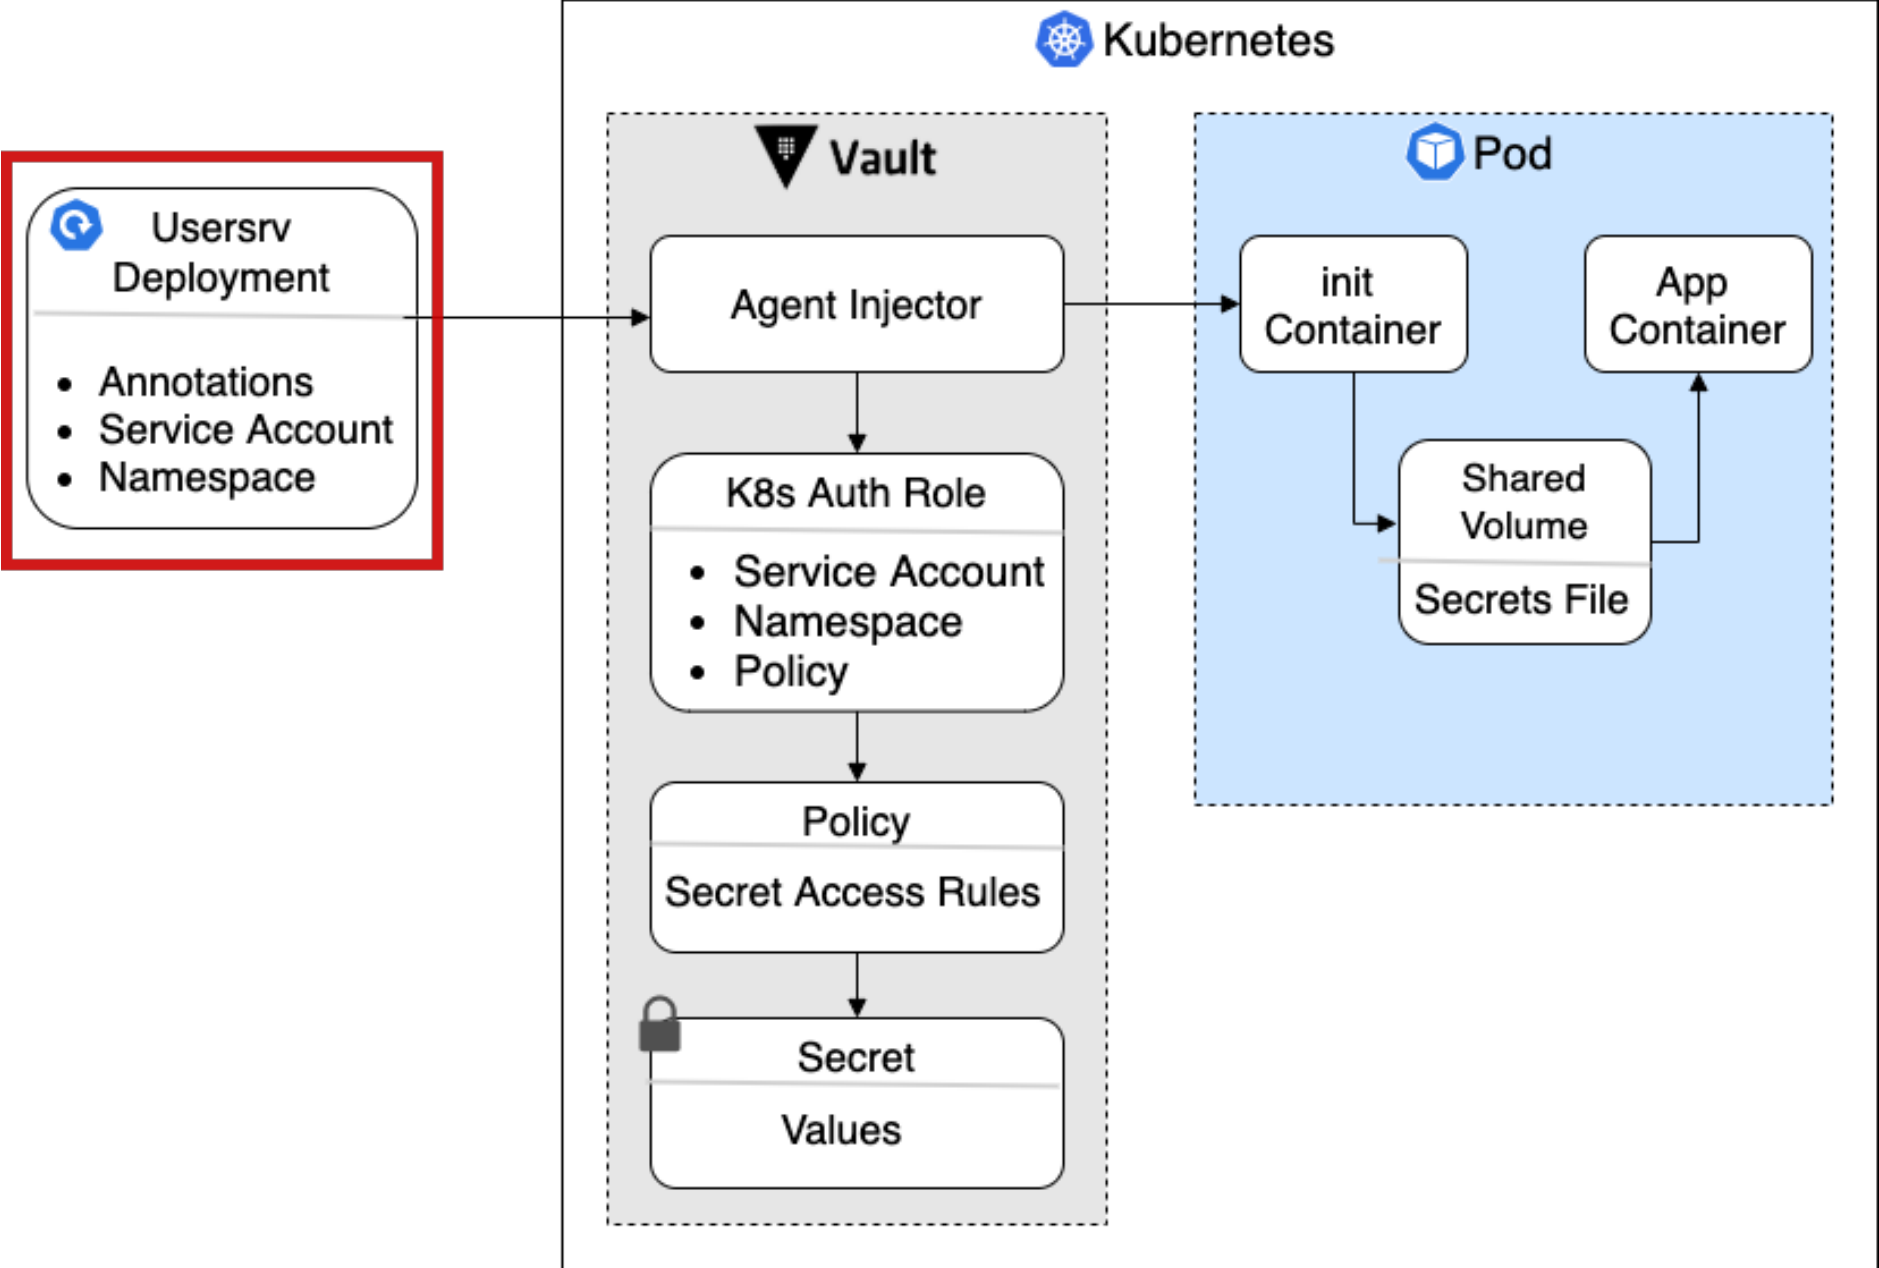 Kubernetes
Usersrv
Deployment
• Annotations
• Service Account
• Namespace
Vault
Agent Injector
K8s Auth Role
• Service Account
• Namespace
• Policy
Policy
Secret Access Rules
Secret
Values
Pod
init
Container
App
Container
Shared
Volume
Secrets File